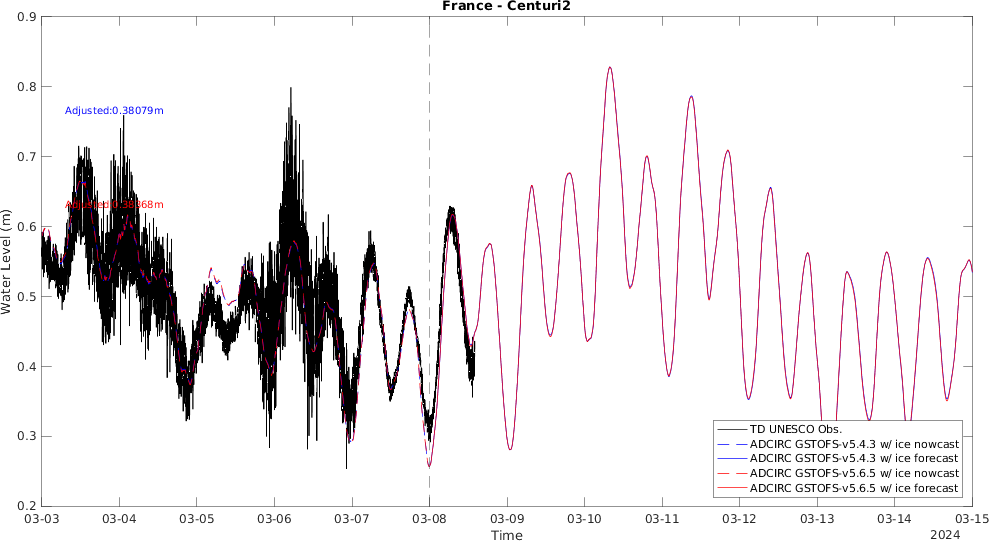 France - Centuri2
Water Level (m)
0.9
0.8
0.7
0.6
0.5
0.4
0.3
0.2
Adjusted:0.38079m
TD UNESCO Obs.
ADCIRC GSTOFS-v5.4.3 w/ ice nowcast
ADCIRC GSTOFS-v5.4.3 w/ ice forecast
ADCIRC GSTOFS-v5.6.5 w/ ice nowcast
ADCIRC GSTOFS-v5.6.5 w/ ice forecast
03-03 03-04 03-05 03-06 03-07 03-08 03-09 03-10 03-11 03-12 03-13 03-14 03-15
Time
2024